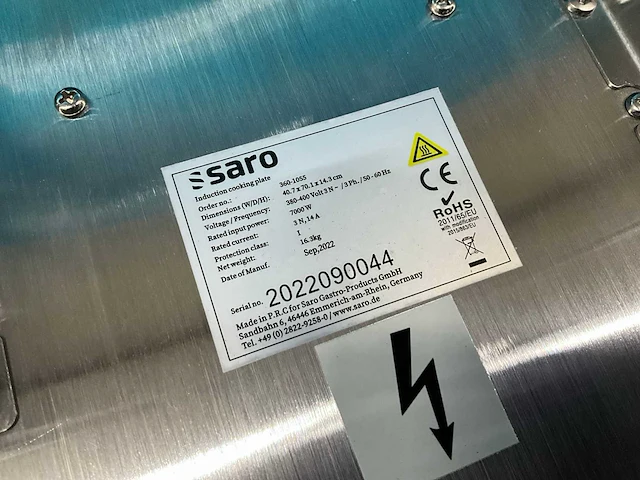 saro
Induction cooking plate
Order no.: 360-1055
Dimensions (W/D/H): 40.7 x 70.1 x 14.3 cm
Voltage / Frequency: 380-400 Volt 3 N ~ / 3 Ph. / 50 - 60 Hz
Rated input power: 7000 W
Rated current: 3 N, 14 A
Protection class: I
Net weight: 16.3kg
Date of Manuf. Sep,2022
Serial no. 2022090044
Made in P.R.C for Saro Gastro-Products GmbH
Sandbahn 6, 46446 Emmerich-am-Rhein, Germany
Tel. +49 (0) 2822-9258-0 / www.saro.de
CE
RoHS
2011/65/EU
with modification
2015/863/EU